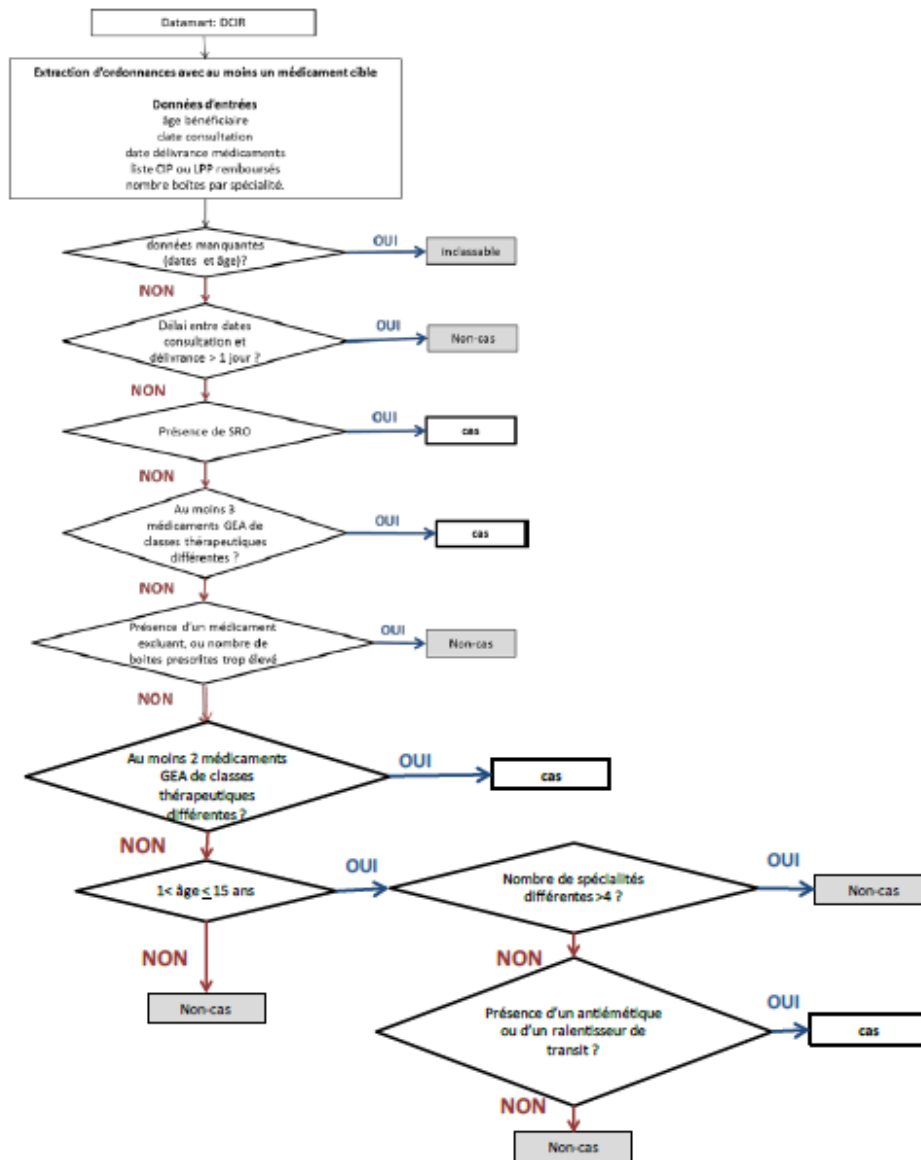 Datamart: DCIR
Extraction d'ordonnances avec au moins un médicament cible
Données d'entrées
âge bénéficiaire
date consultation
date délivrance médicaments
liste CIP ou LPP remboursés
nombre boîtes par spécialité.
données manquantes
(dates et âge)?
OUI
Inclassable
NON
Délai entre dates
consultation et
délivrance > 1 jour ?
OUI
Non-cas
NON
Présence de SRO
OUI
cas
NON
Au moins 3
médicaments GEA de
classes thérapeutiques
différentes ?
OUI
cas
NON
Présence d'un médicament
excluant, ou nombre de
boîtes prescrites trop élevé
OUI
Non-cas
NON
Au moins 2 médicaments
GEA de classes
thérapeutiques
différentes ?
OUI
cas
NON
1< âge ≤ 15 ans
OUI
Nombre de spécialités
différentes >4 ?
OUI
Non-cas
NON
Non-cas
NON
Présence d'un antiémétique
ou d'un ralentisseur de
transit ?
OUI
cas
NON
Non-cas